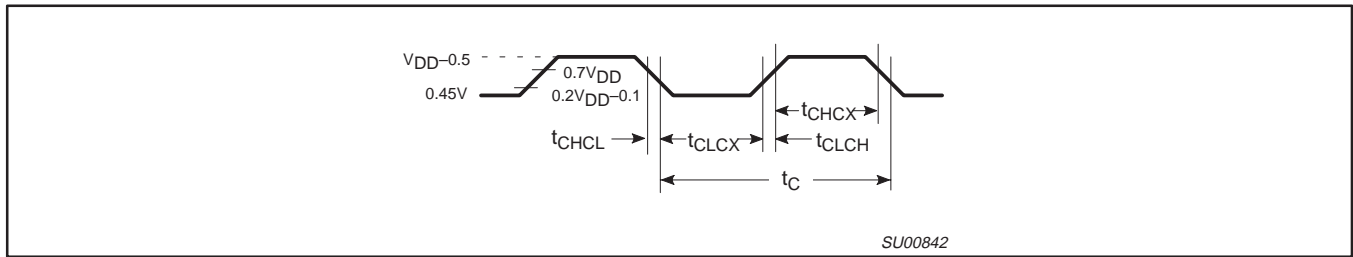 VDD–0.5
0.7VDD
0.45V
0.2VDD–0.1
tCHCX
tCHCL
tCLCX
tCLCH
tC
SU00842